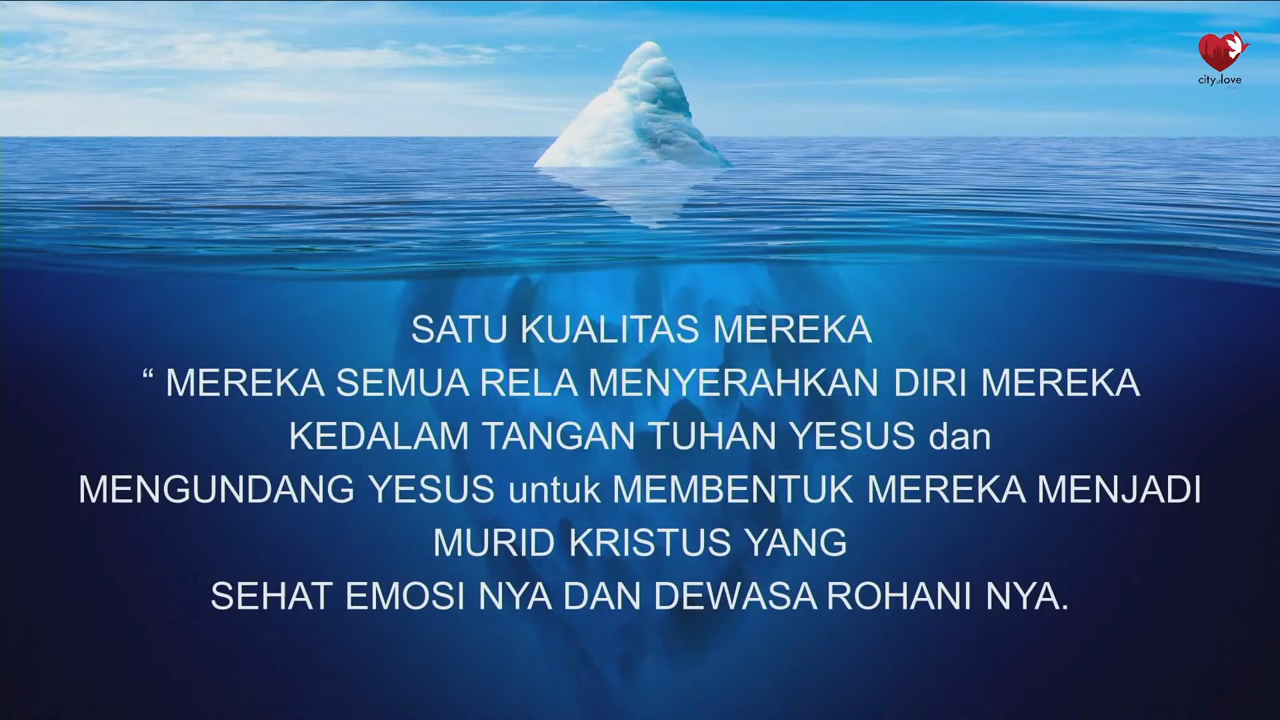 city of love
SATU KUALITAS MEREKA
“ MEREKA SEMUA RELA MENYERAHKAN DIRI MEREKA
KEDALAM TANGAN TUHAN YESUS dan
MENGUNDANG YESUS untuk MEMBENTUK MEREKA MENJADI
MURID KRISTUS YANG
SEHAT EMOSI NYA DAN DEWASA ROHANI NYA.